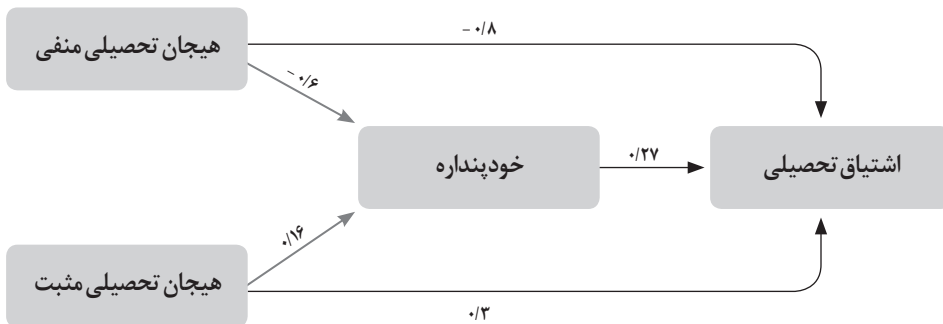 هیجان تحصیلی منفی
− ۰/۸
− ۰/۶
خودپنداره
۰/۲۷
اشتیاق تحصیلی
۰/۱۶
هیجان تحصیلی مثبت
۰/۳